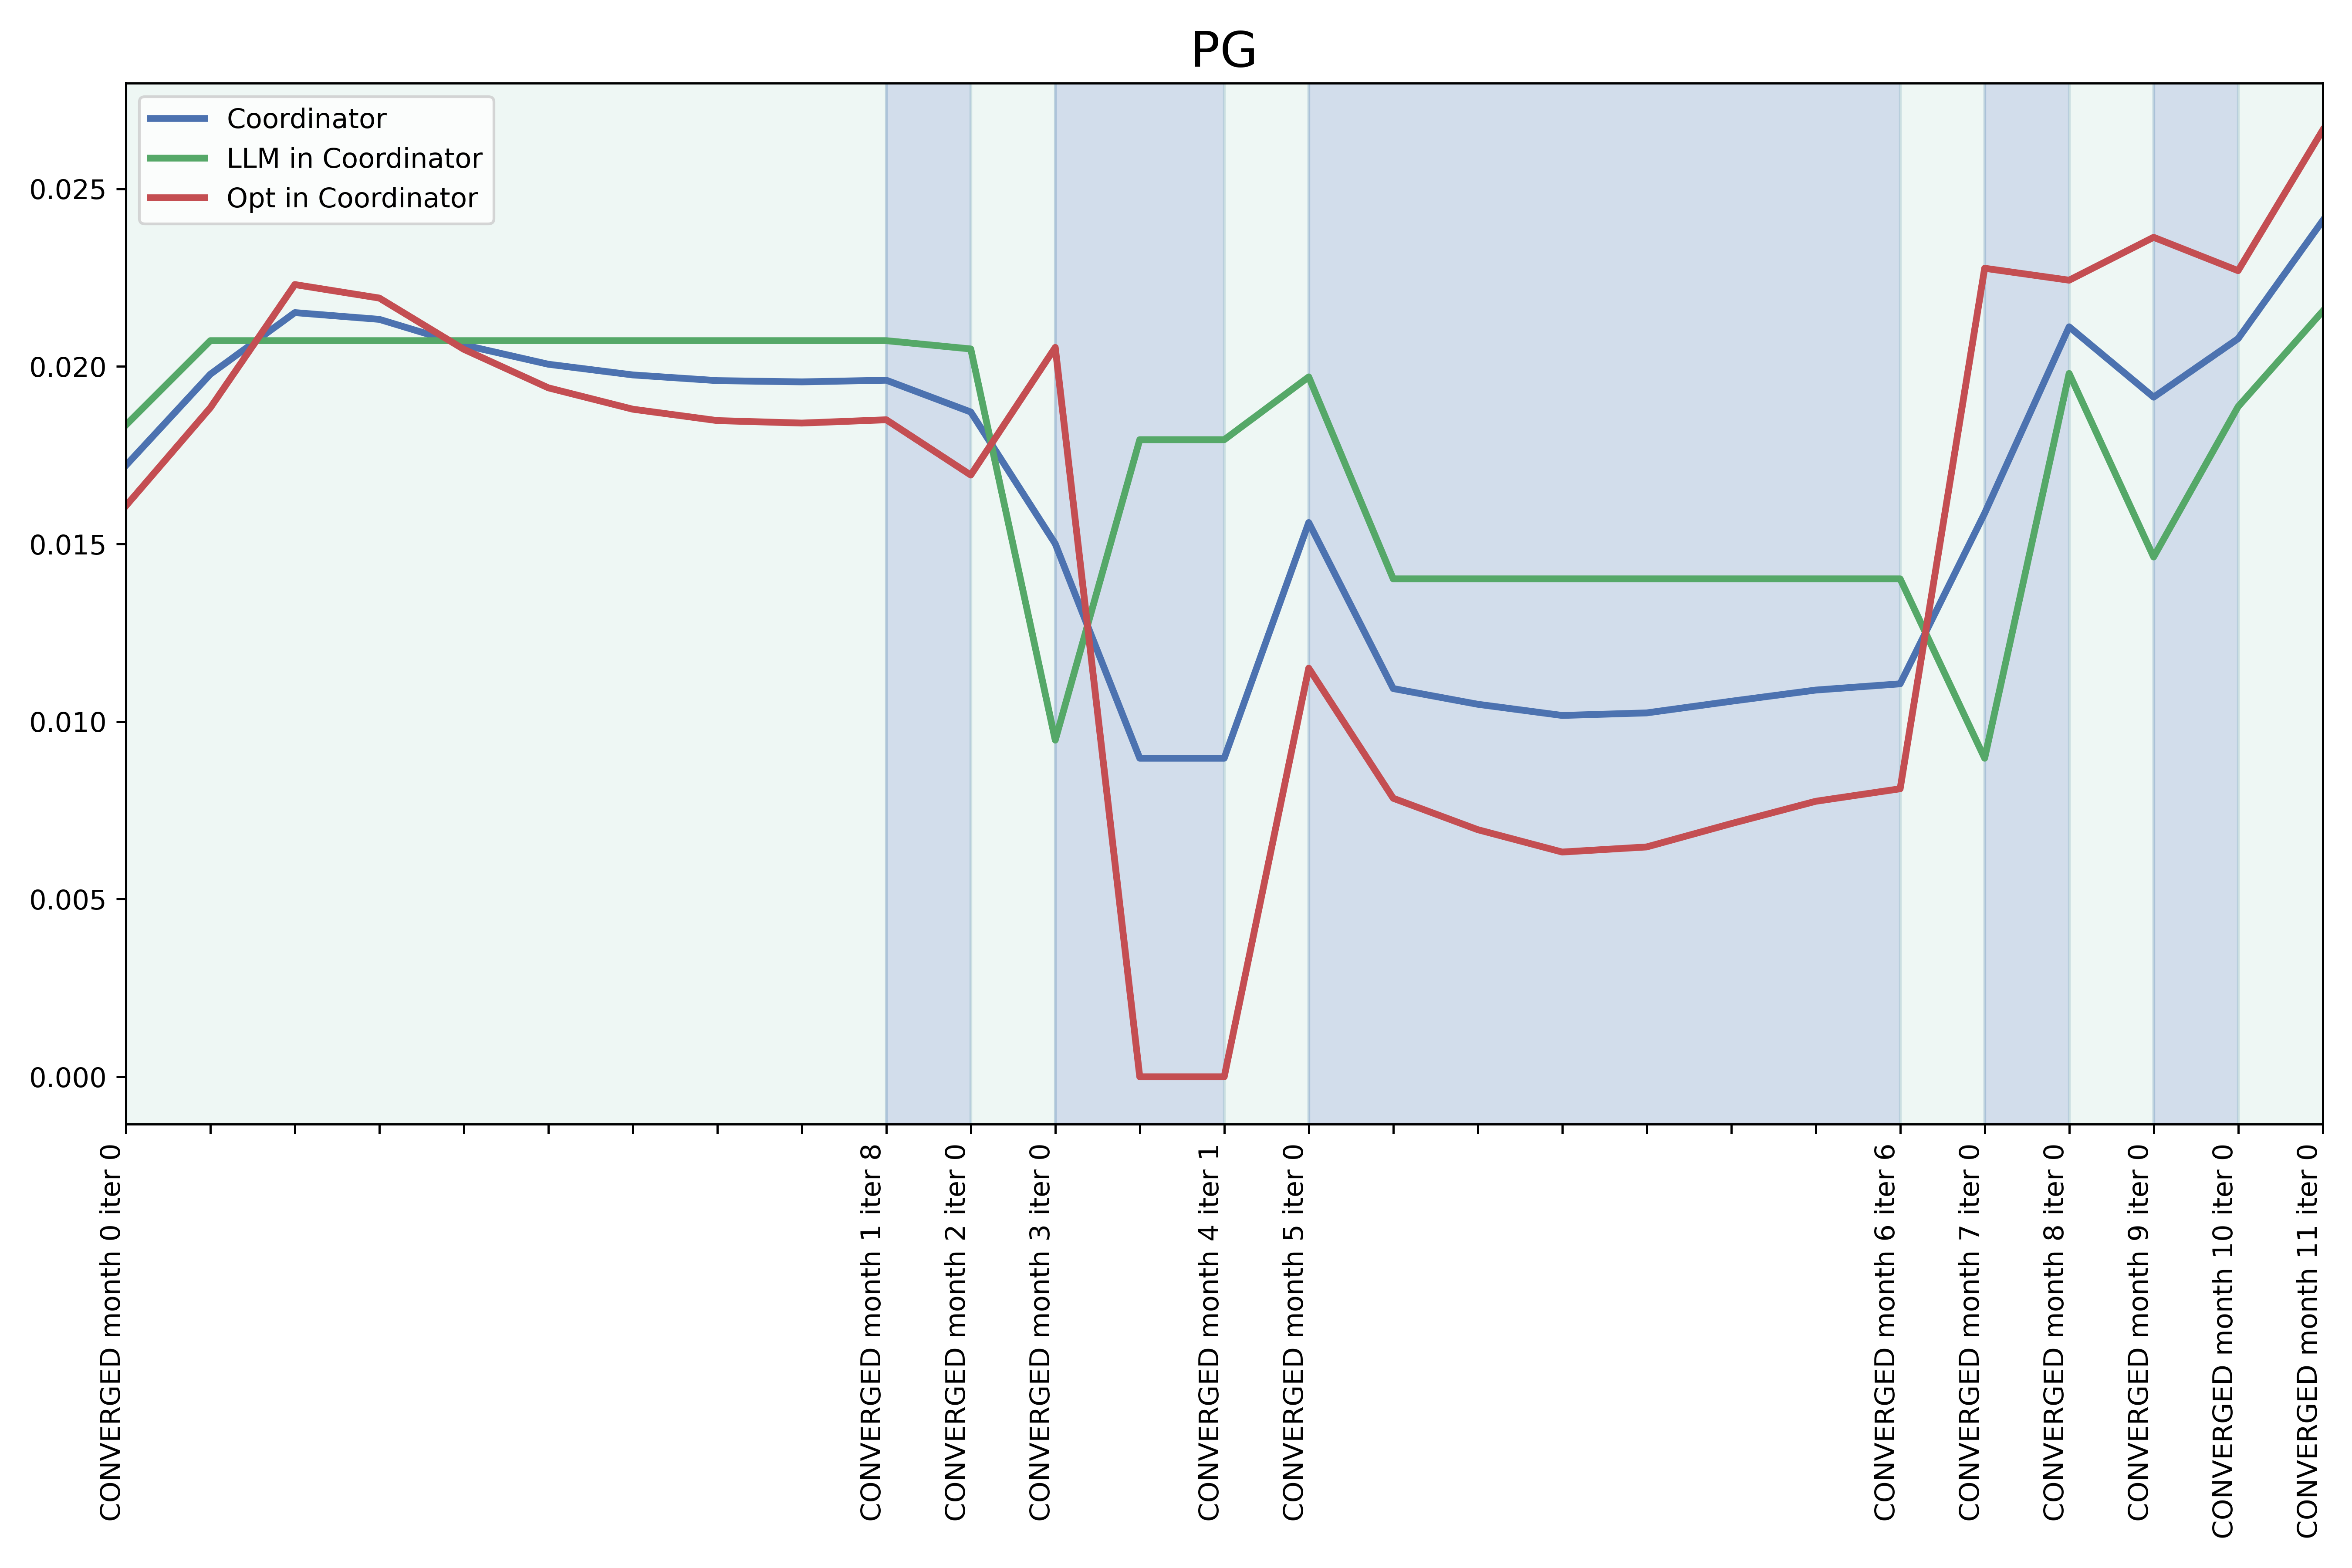 PG
Coordinator
LLM in Coordinator
Opt in Coordinator
0.025
0.020
0.015
0.010
0.005
0.000
CONVERGED month 0 iter 0
CONVERGED month 1 iter 8
CONVERGED month 2 iter 0
CONVERGED month 3 iter 0
CONVERGED month 4 iter 1
CONVERGED month 5 iter 0
CONVERGED month 6 iter 6
CONVERGED month 7 iter 0
CONVERGED month 8 iter 0
CONVERGED month 9 iter 0
CONVERGED month 10 iter 0
CONVERGED month 11 iter 0